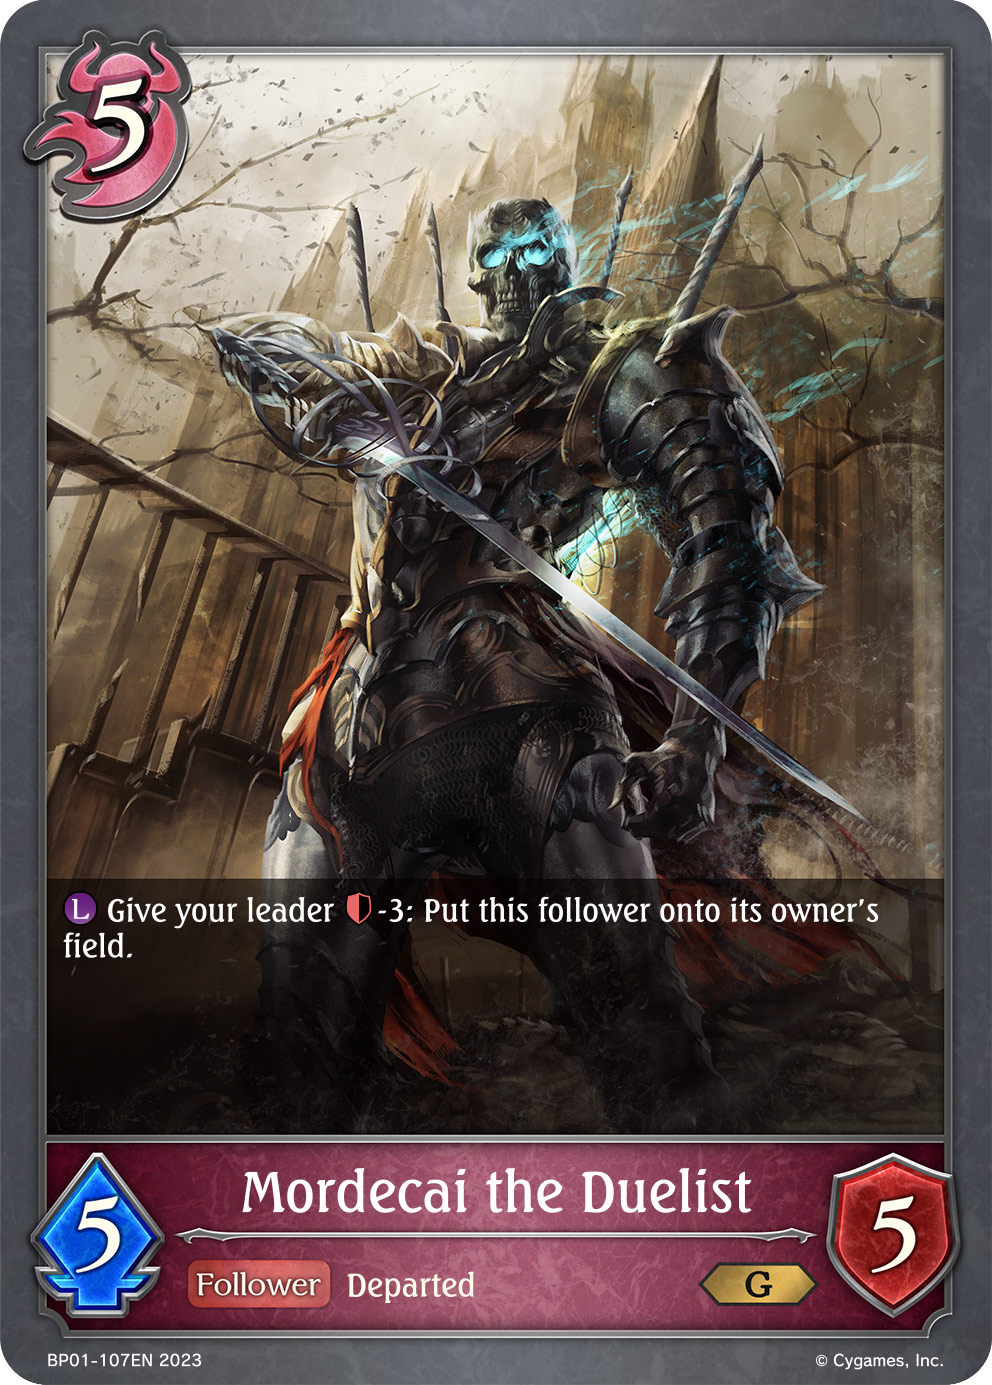 5
L Give your leader -3: Put this follower onto its owner's
field.
Mordecai the Duelist
5
5
Follower Departed
G
BP01-107EN 2023
© Cygames, Inc.